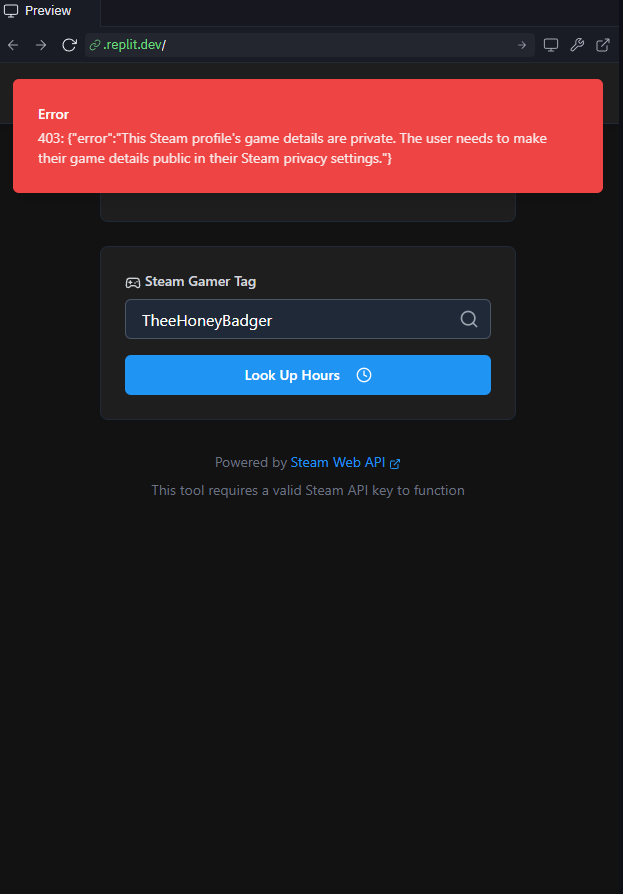 Preview
.replit.dev/
Error
403: {"error":"This Steam profile's game details are private. The user needs to make
their game details public in their Steam privacy settings."}
Steam Gamer Tag
TheeHoneyBadger
Look Up Hours
Powered by Steam Web API
This tool requires a valid Steam API key to function